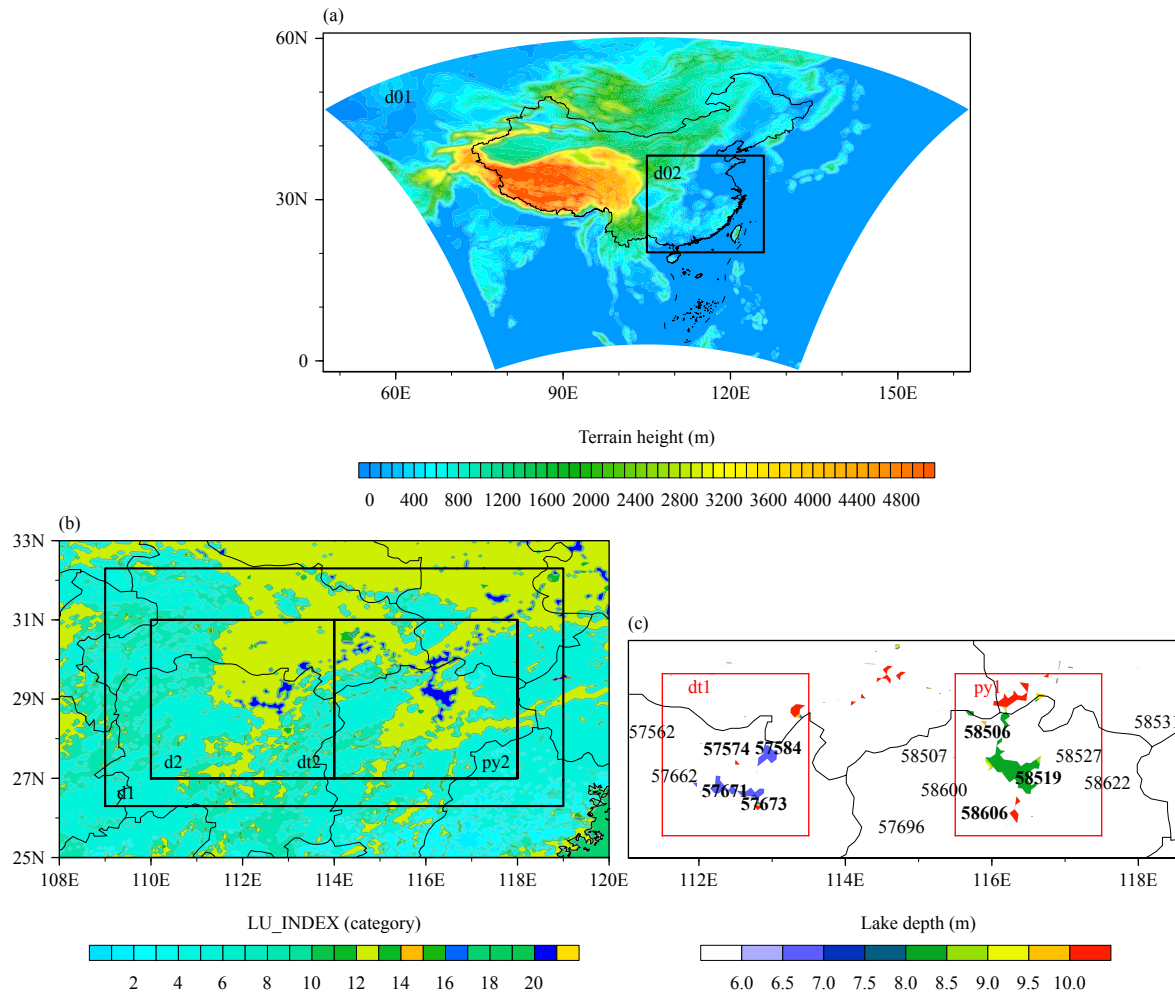 (a)
60N
30N
0
d01
d02
60E 90E 120E 150E
Terrain height (m)
0 400 800 1200 1600 2000 2400 2800 3200 3600 4000 4400 4800
(b)
33N
31N
29N
27N
25N
d2 dt2 py2
d1
108E 110E 112E 114E 116E 118E 120E
LU_INDEX (category)
2 4 6 8 10 12 14 16 18 20
(c)
dt1 py1
57562 57574 57584 58506 58507 58527 58531
57662 57671 57673 58600 58519 58622
57696 58606
112E 114E 116E 118E
Lake depth (m)
6.0 6.5 7.0 7.5 8.0 8.5 9.0 9.5 10.0